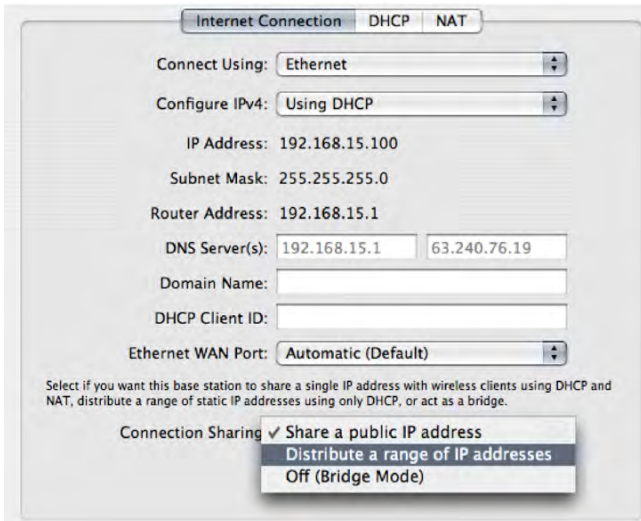 Internet Connection DHCP NAT
Connect Using: Ethernet
Configure IPv4: Using DHCP
IP Address: 192.168.15.100
Subnet Mask: 255.255.255.0
Router Address: 192.168.15.1
DNS Server(s): 192.168.15.1 63.240.76.19
Domain Name:
DHCP Client ID:
Ethernet WAN Port: Automatic (Default)
Select if you want this base station to share a single IP address with wireless clients using DHCP and
NAT, distribute a range of static IP addresses using only DHCP, or act as a bridge.
Connection Sharing ✓ Share a public IP address
Distribute a range of IP addresses
Off (Bridge Mode)